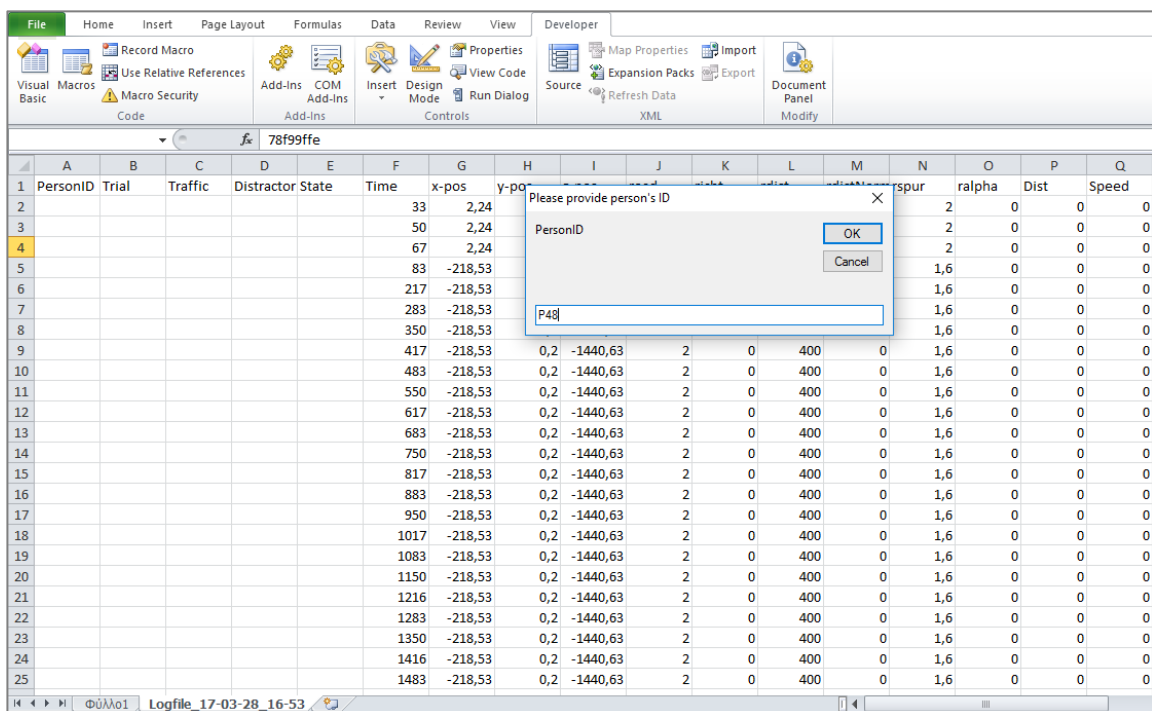 File Home Insert Page Layout Formulas Data Review View Developer
Visual Basic Macros Record Macro Use Relative References Macro Security Add-Ins COM Add-Ins Insert Design Mode Properties View Code Run Dialog Source Map Properties Expansion Packs Refresh Data Import Export Document Panel
Code Add-Ins Controls XML Modify
fx 78f99ffe
A B C D E F G H I J K L M N O P Q
1 PersonID Trial Traffic Distractor State Time x-pos y-pos rspur ralpha Dist Speed
Please provide person's ID
PersonID
OK
Cancel
P48
2 33 2,24 2 0 0 0
3 50 2,24 2 0 0 0
4 67 2,24 2 0 0 0
5 83 -218,53 1,6 0 0 0
6 217 -218,53 1,6 0 0 0
7 283 -218,53 1,6 0 0 0
8 350 -218,53 1,6 0 0 0
9 417 -218,53 0,2 -1440,63 2 0 400 0 1,6 0 0 0
10 483 -218,53 0,2 -1440,63 2 0 400 0 1,6 0 0 0
11 550 -218,53 0,2 -1440,63 2 0 400 0 1,6 0 0 0
12 617 -218,53 0,2 -1440,63 2 0 400 0 1,6 0 0 0
13 683 -218,53 0,2 -1440,63 2 0 400 0 1,6 0 0 0
14 750 -218,53 0,2 -1440,63 2 0 400 0 1,6 0 0 0
15 817 -218,53 0,2 -1440,63 2 0 400 0 1,6 0 0 0
16 883 -218,53 0,2 -1440,63 2 0 400 0 1,6 0 0 0
17 950 -218,53 0,2 -1440,63 2 0 400 0 1,6 0 0 0
18 1017 -218,53 0,2 -1440,63 2 0 400 0 1,6 0 0 0
19 1083 -218,53 0,2 -1440,63 2 0 400 0 1,6 0 0 0
20 1150 -218,53 0,2 -1440,63 2 0 400 0 1,6 0 0 0
21 1216 -218,53 0,2 -1440,63 2 0 400 0 1,6 0 0 0
22 1283 -218,53 0,2 -1440,63 2 0 400 0 1,6 0 0 0
23 1350 -218,53 0,2 -1440,63 2 0 400 0 1,6 0 0 0
24 1416 -218,53 0,2 -1440,63 2 0 400 0 1,6 0 0 0
25 1483 -218,53 0,2 -1440,63 2 0 400 0 1,6 0 0 0
Φύλλο1 Logfile_17-03-28_16-53